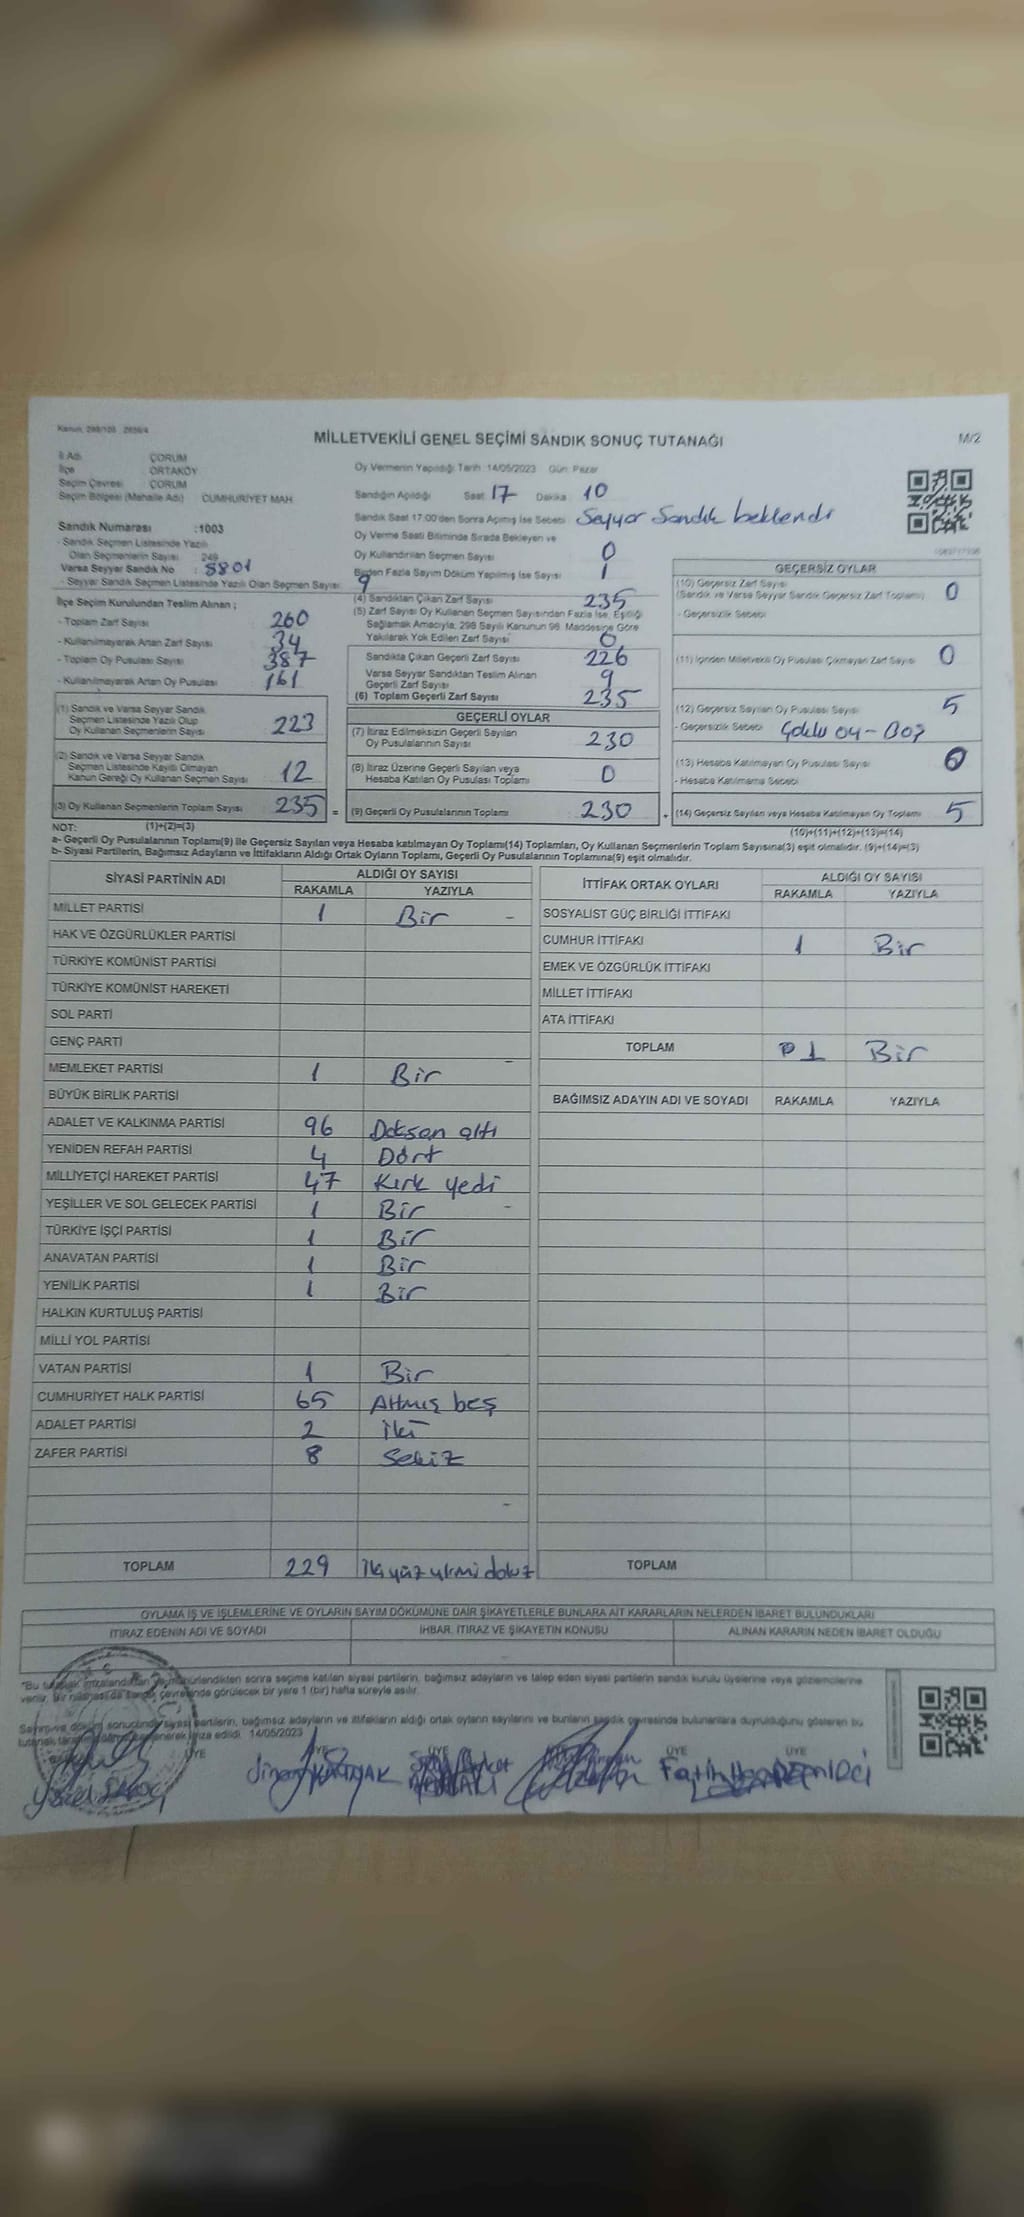 Kanun: 298/105 , 2839/4
MİLLETVEKİLİ GENEL SEÇİMİ SANDIK SONUÇ TUTANAĞI
M/2
İl Adı ÇORUM
İlçe ORTAKÖY
Seçim Çevresi ÇORUM
Seçim Bölgesi (Mahalle Adı) CUMHURİYET MAH
Sandık Numarası :1003
- Sandık Seçmen Listesinde Yazılı
Olan Seçmenlerin Sayısı 249
Varsa Seyyar Sandık No : 5801
- Seyyar Sandık Seçmen Listesinde Yazılı Olan Seçmen Sayısı 9
Oy Vermenin Yapıldığı Tarih :14/05/2023 Gün: Pazar
Sandığın Açıldığı Saat: 17 Dakika : 10
Sandık Saat 17:00'den Sonra Açılmış İse Sebebi : Seyyar Sandık beklendi
Oy Verme Saati Bitiminde Sırada Bekleyen ve
Oy Kullandırılan Seçmen Sayısı 0
Birden Fazla Sayım Döküm Yapılmış İse Sayısı 1
İlçe Seçim Kurulundan Teslim Alınan ;
- Toplam Zarf Sayısı 260
- Kullanılmayarak Artan Zarf Sayısı 34
- Toplam Oy Pusulası Sayısı 387
- Kullanılmayarak Artan Oy Pusulası 161
(1) Sandık ve Varsa Seyyar Sandık
Seçmen Listesinde Yazılı Olup
Oy Kullanan Seçmenlerin Sayısı 223
(2) Sandık ve Varsa Seyyar Sandık
Seçmen Listesinde Kayıtlı Olmayan
Kanun Gereği Oy Kullanan Seçmen Sayısı 12
(3) Oy Kullanan Seçmenlerin Toplam Sayısı 235 =
(4) Sandıktan Çıkan Zarf Sayısı 235
(5) Zarf Sayısı Oy Kullanan Seçmen Sayısından Fazla İse, Eşitliği
Sağlamak Amacıyla, 298 Sayılı Kanunun 98. Maddesine Göre
Yakılarak Yok Edilen Zarf Sayısı 0
Sandıkta Çıkan Geçerli Zarf Sayısı 226
Varsa Seyyar Sandıktan Teslim Alınan
Geçerli Zarf Sayısı 9
(6) Toplam Geçerli Zarf Sayısı 235
GEÇERLİ OYLAR
(7) İtiraz Edilmeksizin Geçerli Sayılan
Oy Pusulalarının Sayısı 230
(8) İtiraz Üzerine Geçerli Sayılan veya
Hesaba Katılan Oy Pusulası Toplamı 0
(9) Geçerli Oy Pusulalarının Toplamı 230 +
GEÇERSİZ OYLAR
(10) Geçersiz Zarf Sayısı
(Sandık ve Varsa Seyyar Sandık Geçersiz Zarf Toplamı) 0
- Geçersizlik Sebebi
(11) İçinden Milletvekili Oy Pusulası Çıkmayan Zarf Sayısı 0
(12) Geçersiz Sayılan Oy Pusulası Sayısı 5
- Geçersizlik Sebebi Çoklu oy - Boş
(13) Hesaba Katılmayan Oy Pusulası Sayısı 0
- Hesaba Katılmama Sebebi
(14) Geçersiz Sayılan veya Hesaba Katılmayan Oy Toplamı 5
NOT: (1)+(2)=(3)
(10)+(11)+(12)+(13)=(14)
a- Geçerli Oy Pusulalarının Toplamı(9) ile Geçersiz Sayılan veya Hesaba katılmayan Oy Toplamı(14) Toplamları, Oy Kullanan Seçmenlerin Toplam Sayısına(3) eşit olmalıdır. (9)+(14)=(3)
b- Siyasi Partilerin, Bağımsız Adayların ve İttifakların Aldığı Ortak Oyların Toplamı, Geçerli Oy Pusulalarının Toplamına(9) eşit olmalıdır.
SİYASİ PARTİNİN ADI ALDIĞI OY SAYISI
RAKAMLA YAZIYLA
MİLLET PARTİSİ 1 Bir
HAK VE ÖZGÜRLÜKLER PARTİSİ
TÜRKİYE KOMÜNİST PARTİSİ
TÜRKİYE KOMÜNİST HAREKETİ
SOL PARTİ
GENÇ PARTİ
MEMLEKET PARTİSİ 1 Bir
BÜYÜK BİRLİK PARTİSİ
ADALET VE KALKINMA PARTİSİ 96 Doksan altı
YENİDEN REFAH PARTİSİ 4 Dört
MİLLİYETÇİ HAREKET PARTİSİ 47 Kırk yedi
YEŞİLLER VE SOL GELECEK PARTİSİ 1 Bir
TÜRKİYE İŞÇİ PARTİSİ 1 Bir
ANAVATAN PARTİSİ 1 Bir
YENİLİK PARTİSİ 1 Bir
HALKIN KURTULUŞ PARTİSİ
MİLLİ YOL PARTİSİ
VATAN PARTİSİ 1 Bir
CUMHURİYET HALK PARTİSİ 65 Altmış beş
ADALET PARTİSİ 2 İki
ZAFER PARTİSİ 8 Sekiz
TOPLAM 229 İkiyüz yirmi dokuz
İTTİFAK ORTAK OYLARI ALDIĞI OY SAYISI
RAKAMLA YAZIYLA
SOSYALİST GÜÇ BİRLİĞİ İTTİFAKI
CUMHUR İTTİFAKI 1 Bir
EMEK VE ÖZGÜRLÜK İTTİFAKI
MİLLET İTTİFAKI
ATA İTTİFAKI
TOPLAM 1 Bir
BAĞIMSIZ ADAYIN ADI VE SOYADI RAKAMLA YAZIYLA
TOPLAM
OYLAMA İŞ VE İŞLEMLERİNE VE OYLARIN SAYIM DÖKÜMÜNE DAİR ŞİKAYETLERLE BUNLARA AİT KARARLARIN NELERDEN İBARET BULUNDUKLARI
İTİRAZ EDENİN ADI VE SOYADI İHBAR, İTİRAZ VE ŞİKAYETİN KONUSU ALINAN KARARIN NEDEN İBARET OLDUĞU
"Bu tutanak imzalandıktan ve mühürlendikten sonra seçime katılan siyasi partilerin, bağımsız adayların ve talep eden siyasi partilerin sandık kurulu üyelerine veya gözlemcilerine
verilir. Bir nüshası da sandık çevresinde görülecek bir yere 1 (bir) hafta süreyle asılır.
Sayım ve döküm sonucunda siyasi partilerin, bağımsız adayların ve ittifakların aldığı ortak oyların sayılarını ve bunların sandık çevresinde bulunanlara duyrulduğunu gösteren bu
tutanak 14/05/2023
ÜYE ÜYE ÜYE ÜYE ÜYE